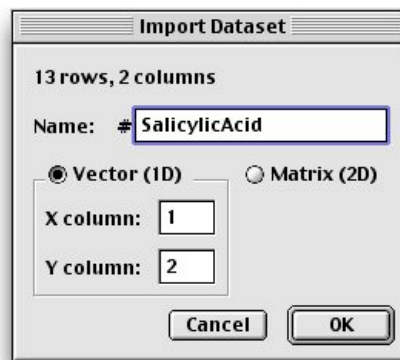 Import Dataset
13 rows, 2 columns
Name: # SalicylicAcid
Vector (1D) Matrix (2D)
X column: 1
Y column: 2
Cancel OK